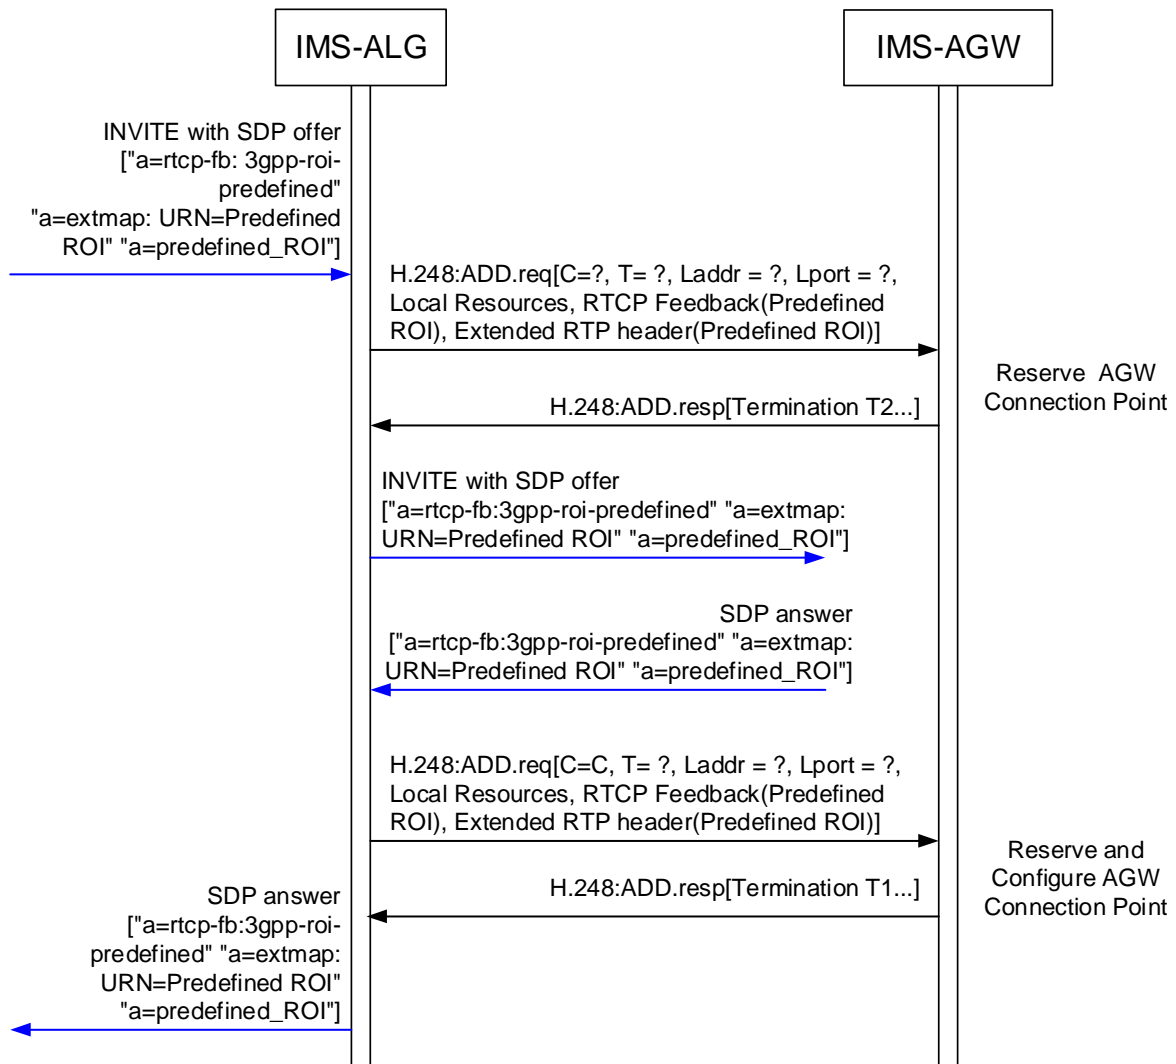 IMS-ALG
IMS-AGW
INVITE with SDP offer
["a=rtcp-fb: 3gpp-roi-
predefined"
"a=extmap: URN=Predefined
ROI" "a=predefined_ROI"]
H.248:ADD.req[C=?, T= ?, Laddr = ?, Lport = ?,
Local Resources, RTCP Feedback(Predefined
ROI), Extended RTP header(Predefined ROI)]
Reserve  AGW
Connection Point
H.248:ADD.resp[Termination T2...]
INVITE with SDP offer
["a=rtcp-fb:3gpp-roi-predefined" "a=extmap:
URN=Predefined ROI" "a=predefined_ROI"]
SDP answer
["a=rtcp-fb:3gpp-roi-predefined" "a=extmap:
URN=Predefined ROI" "a=predefined_ROI"]
H.248:ADD.req[C=C, T= ?, Laddr = ?, Lport = ?,
Local Resources, RTCP Feedback(Predefined
ROI), Extended RTP header(Predefined ROI)]
Reserve and
Configure AGW
Connection Point
H.248:ADD.resp[Termination T1...]
SDP answer
["a=rtcp-fb:3gpp-roi-
predefined" "a=extmap:
URN=Predefined ROI"
"a=predefined_ROI"]